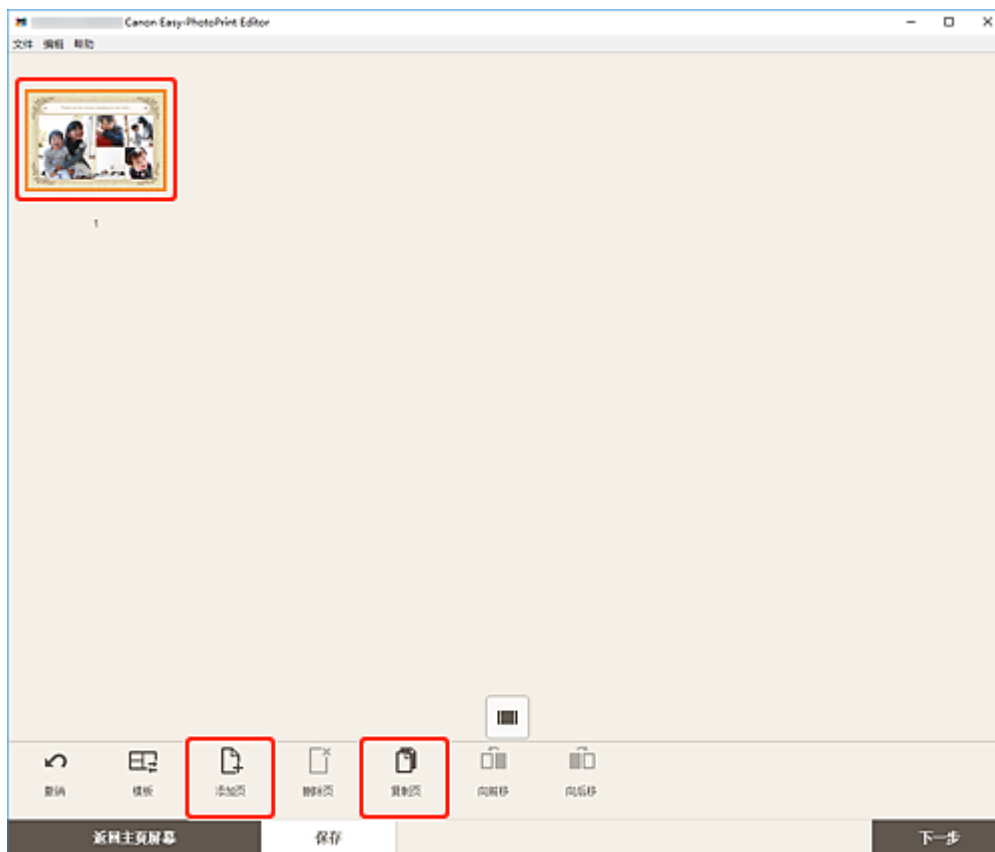 Canon Easy-PhotoPrint Editor
文件 编辑 帮助
1
撤销 模板 添加页 删除页 复制页 向前移 向后移
返回主页屏幕 保存 下一步